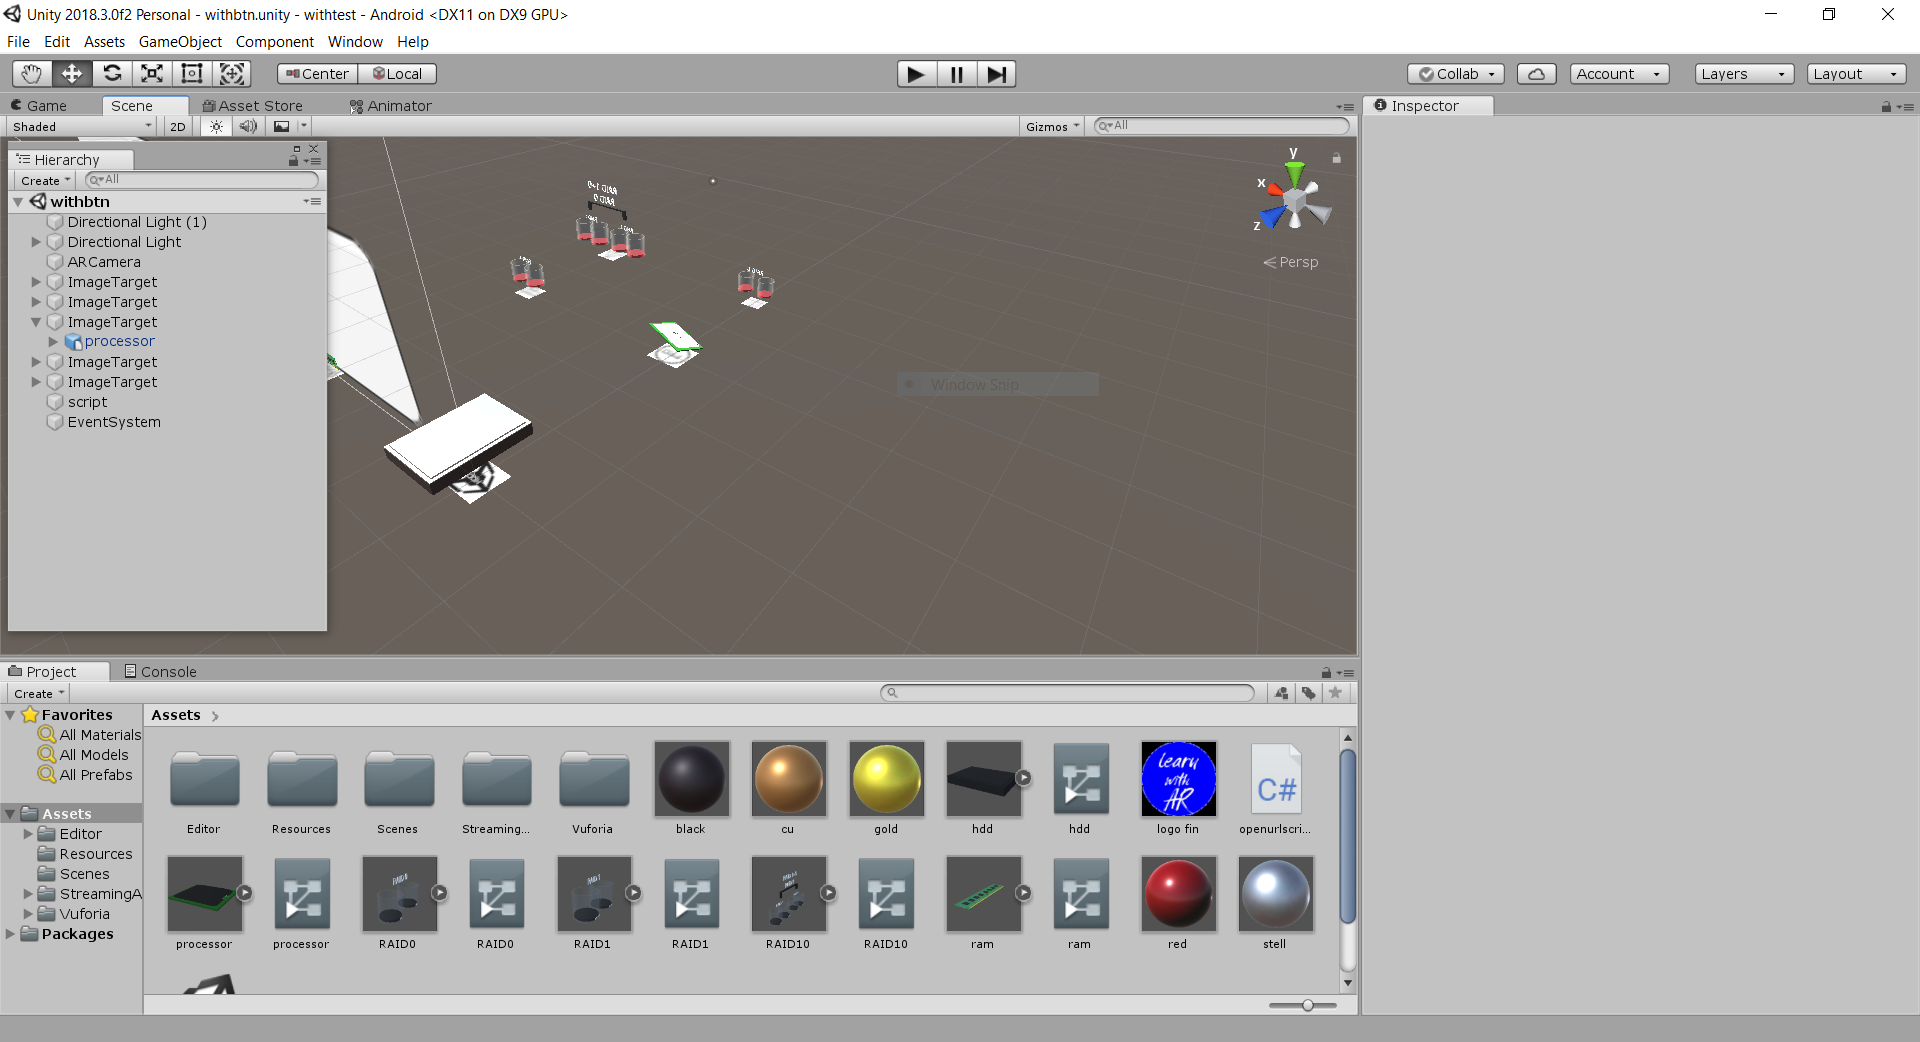 Unity 2018.3.0f2 Personal - withbtn.unity - withtest - Android <DX11 on DX9 GPU>
File Edit Assets GameObject Component Window Help
Center Local Collab Account Layers Layout
Game Scene Asset Store Animator Inspector
Shaded 2D Gizmos All
Hierarchy
Create All
withbtn
Directional Light (1)
Directional Light
ARCamera
ImageTarget
ImageTarget
ImageTarget
processor
ImageTarget
ImageTarget
script
EventSystem
y
x
z
Persp
Window Snip
Project Console
Create
Favorites
All Materials
All Models
All Prefabs
Assets
Editor
Resources
Scenes
StreamingA
Vuforia
Packages
Assets
learn
with
AR
C#
Editor Resources Scenes Streaming... Vuforia black cu gold hdd hdd logo fin openurlscri...
processor processor RAID0 RAID0 RAID1 RAID1 RAID10 RAID10 ram ram red stell